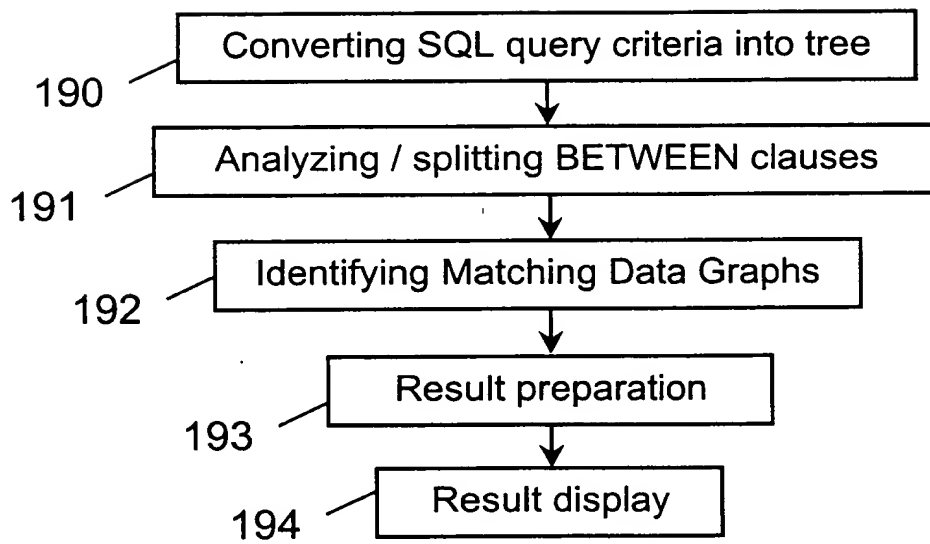 Converting SQL query criteria into tree
190
Analyzing / splitting BETWEEN clauses
191
Identifying Matching Data Graphs
192
Result preparation
193
Result display
194